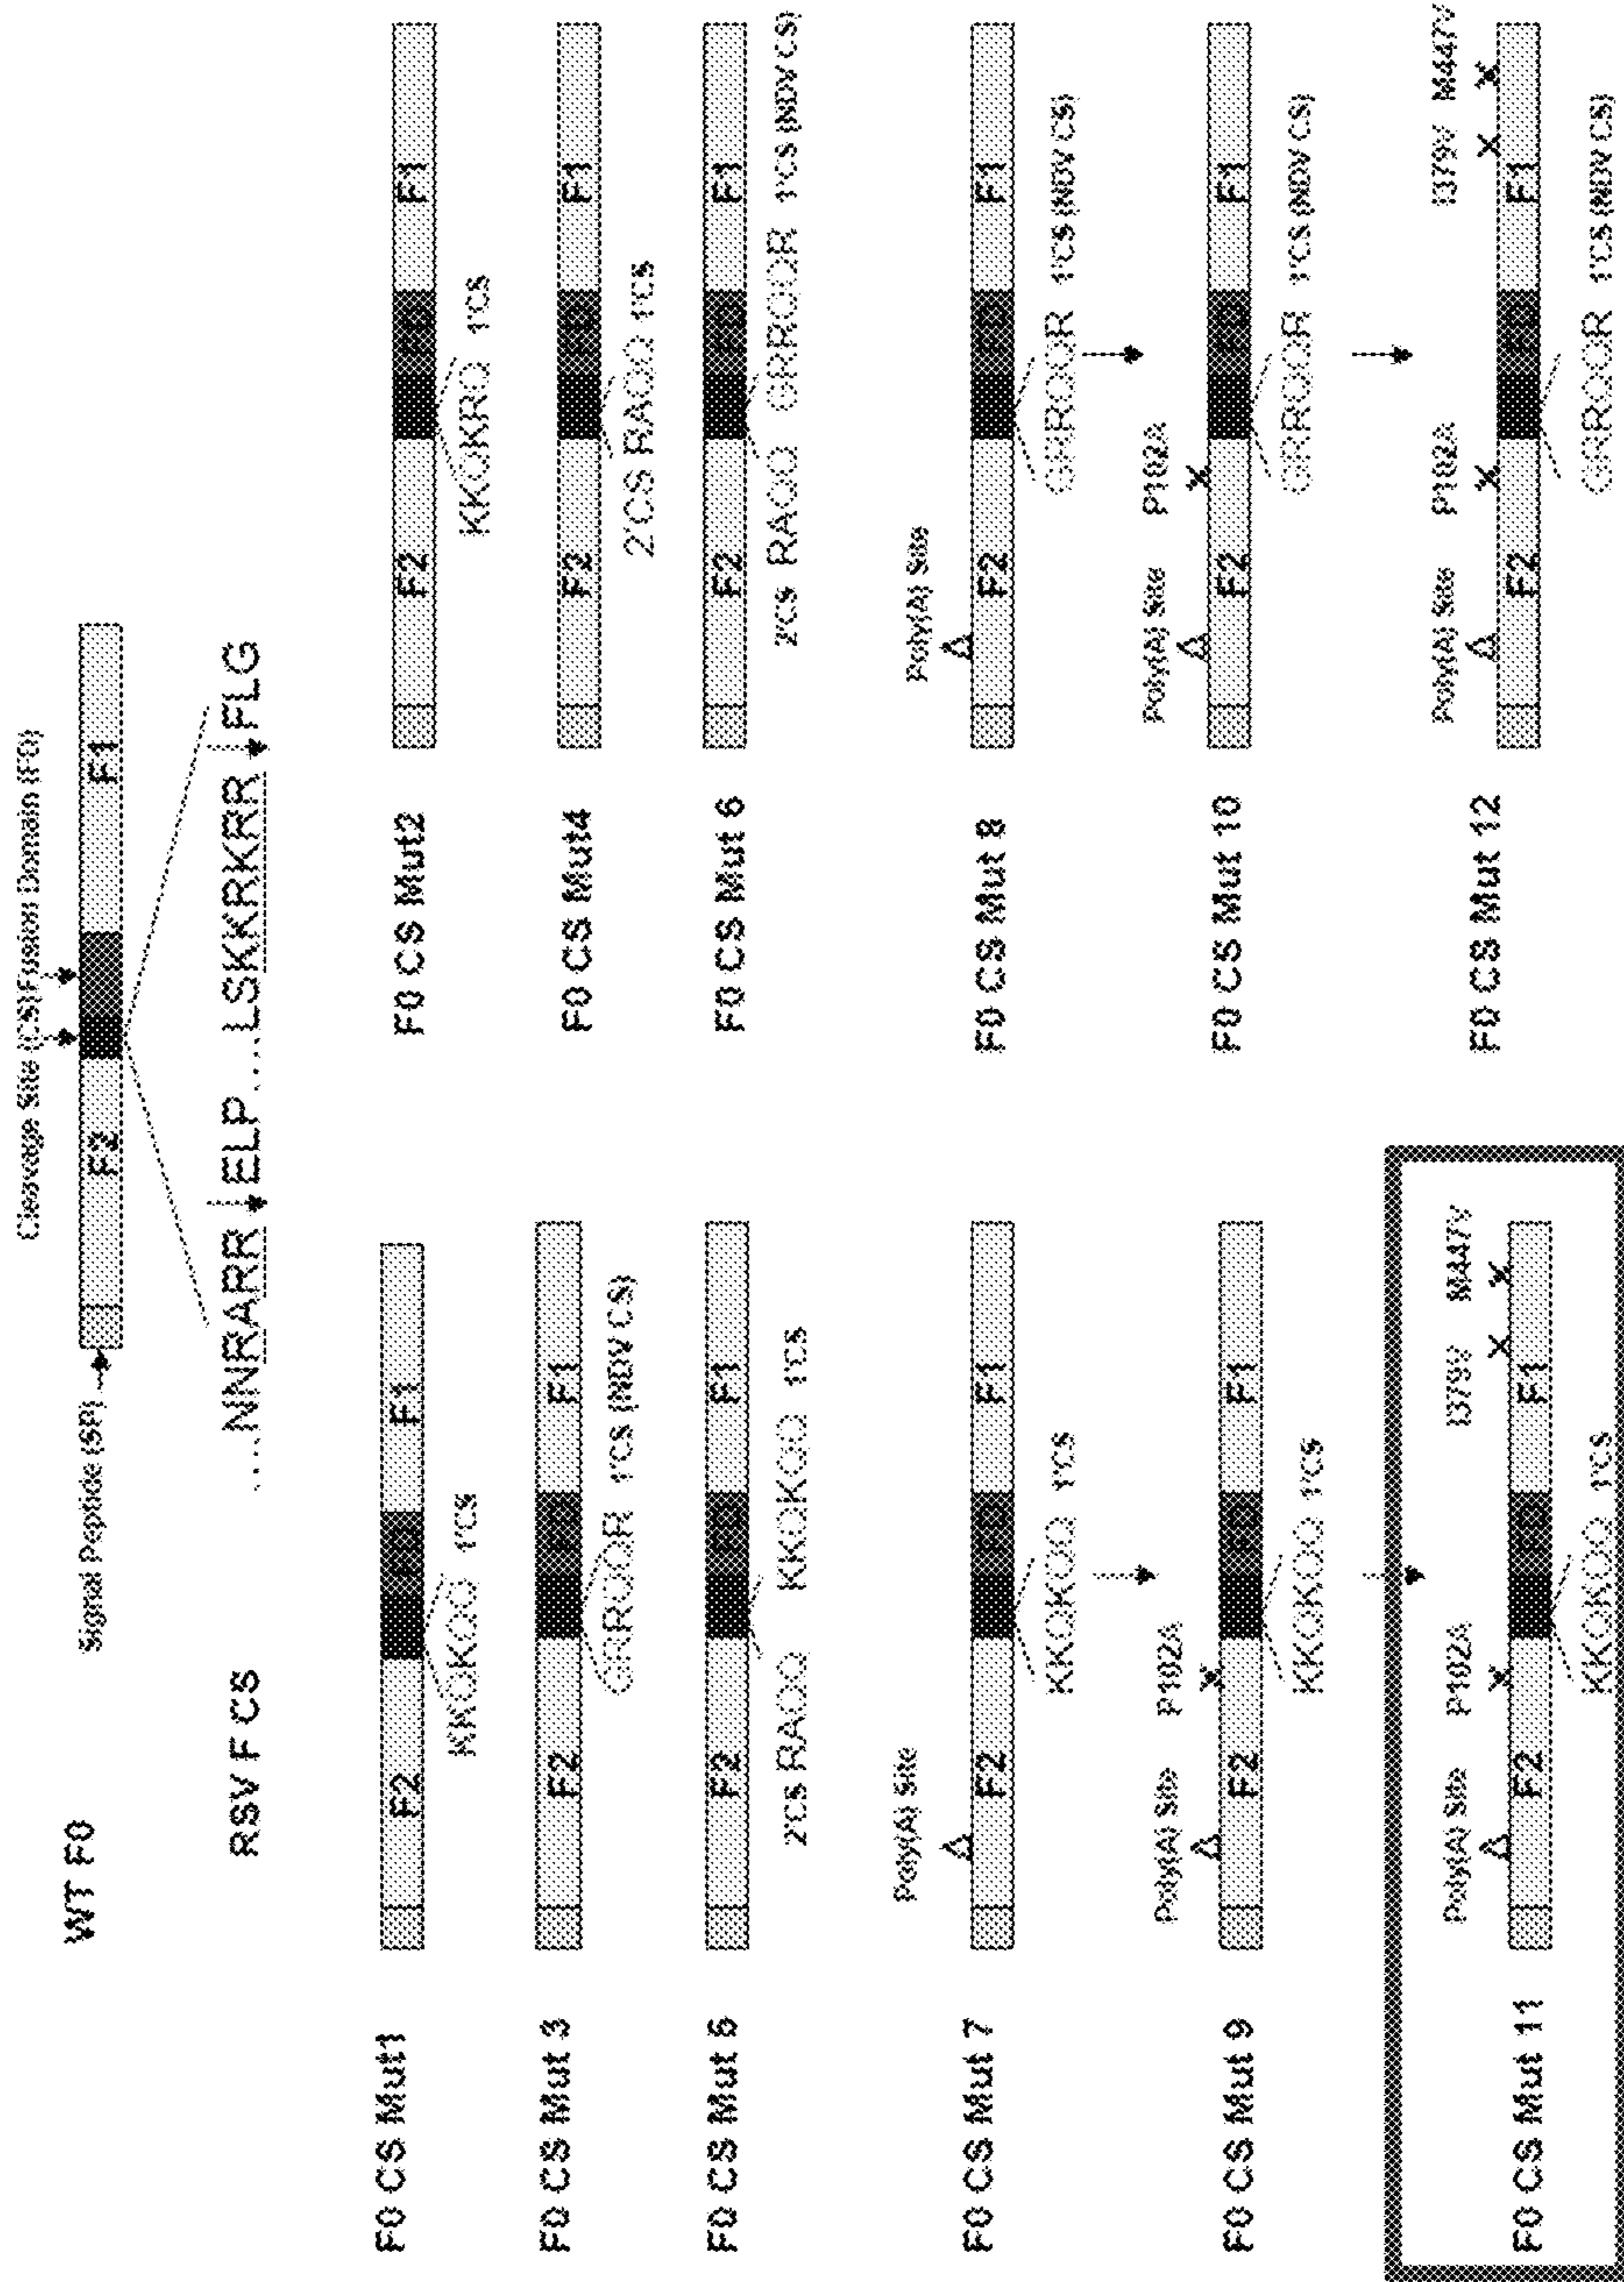 Cleavage Site (CS)Fusion Domain (FD)
WT F0
Signal Peptide (SP)
F2
F1
RSV F CS
....NNRARR ELP....LSKKRKRR FLG
F0 CS Mut1
F2
F1
KKQKQQ 1'CS
F0 CS Mut2
F2
F1
KKQKRQ 1'CS
F0 CS Mut 3
F2
F1
GRRQQR 1'CS (NDV CS)
F0 CS Mut4
F2
F1
2'CS RAQQ 1'CS
F0 CS Mut 5
F2
F1
2'CS RAQQ KKQKQQ 1'CS
F0 CS Mut 6
F2
F1
2'CS RAQQ GRRQQR 1'CS (NDV CS)
F0 CS Mut 7
Poly(A) Site
F2
F1
KKQKQQ 1'CS
F0 CS Mut 8
Poly(A) Site
F2
F1
GRRQQR 1'CS (NDV CS)
F0 CS Mut 9
Poly(A) Site P102A
F2
F1
KKQKQQ 1'CS
F0 CS Mut 10
Poly(A) Site P102A
F2
F1
GRRQQR 1'CS (NDV CS)
F0 CS Mut 11
Poly(A) Site P102A I379V M447V
F2
F1
KKQKQQ 1'CS
F0 CS Mut 12
Poly(A) Site P102A I379V M447V
F2
F1
GRRQQR 1'CS (NDV CS)